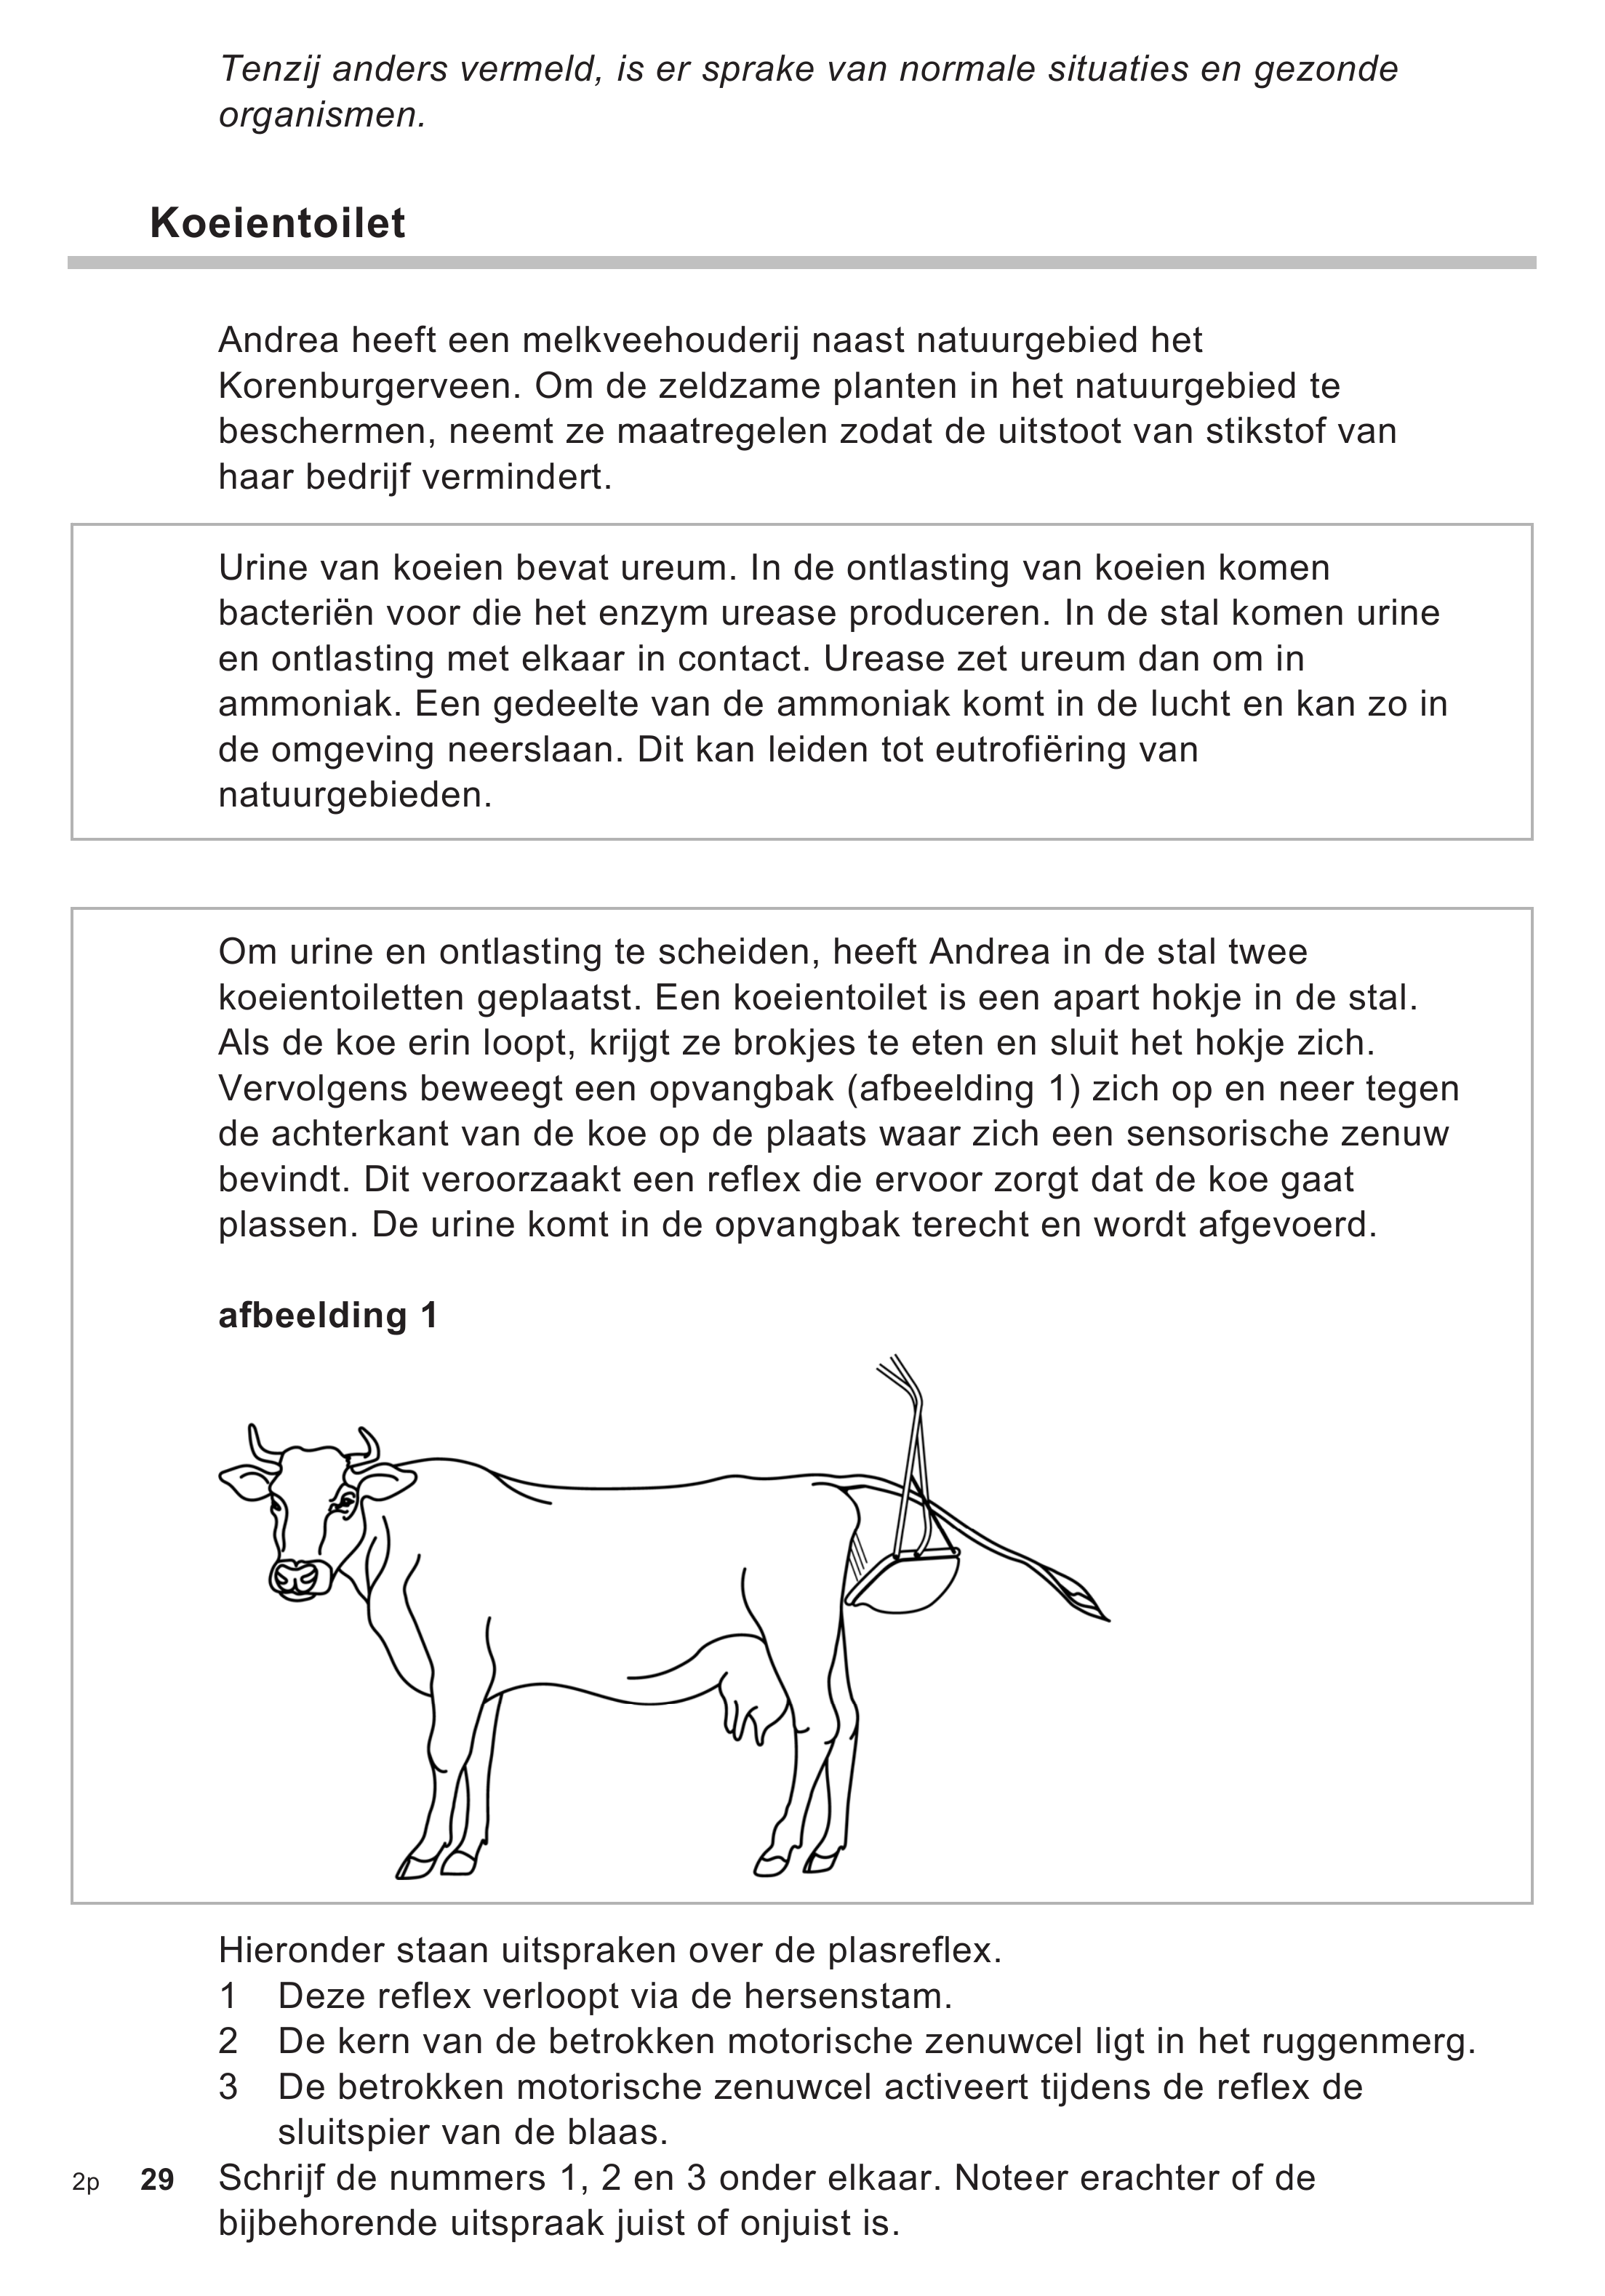 Tenzij anders vermeld, is er sprake van normale situaties en gezonde
organismen.
Koeientoilet
Andrea heeft een melkveehouderij naast natuurgebied het
Korenburgerveen. Om de zeldzame planten in het natuurgebied te
beschermen, neemt ze maatregelen zodat de uitstoot van stikstof van
haar bedrijf vermindert.
Urine van koeien bevat ureum. In de ontlasting van koeien komen
bacteriën voor die het enzym urease produceren. In de stal komen urine
en ontlasting met elkaar in contact. Urease zet ureum dan om in
ammoniak. Een gedeelte van de ammoniak komt in de lucht en kan zo in
de omgeving neerslaan. Dit kan leiden tot eutrofiëring van
natuurgebieden.
Om urine en ontlasting te scheiden, heeft Andrea in de stal twee
koeientoiletten geplaatst. Een koeientoilet is een apart hokje in de stal.
Als de koe erin loopt, krijgt ze brokjes te eten en sluit het hokje zich.
Vervolgens beweegt een opvangbak (afbeelding 1) zich op en neer tegen
de achterkant van de koe op de plaats waar zich een sensorische zenuw
bevindt. Dit veroorzaakt een reflex die ervoor zorgt dat de koe gaat
plassen. De urine komt in de opvangbak terecht en wordt afgevoerd.
afbeelding 1
Hieronder staan uitspraken over de plasreflex.
1 Deze reflex verloopt via de hersenstam.
2 De kern van de betrokken motorische zenuwcel ligt in het ruggenmerg.
3 De betrokken motorische zenuwcel activeert tijdens de reflex de
sluitspier van de blaas.
2p 29 Schrijf de nummers 1, 2 en 3 onder elkaar. Noteer erachter of de
bijbehorende uitspraak juist of onjuist is.